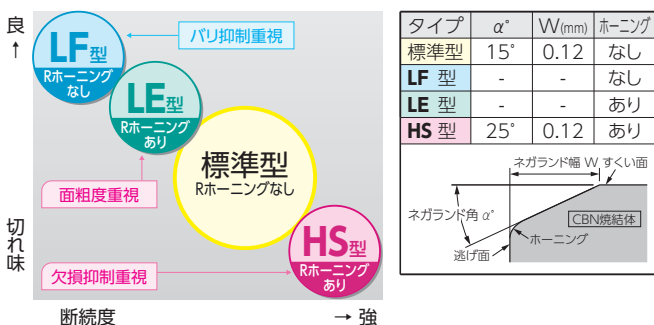 良
↑
切れ味
LF型
Rホーニング
なし
バリ抑制重視
LE型
Rホーニング
あり
面粗度重視
標準型
Rホーニングなし
HS型
Rホーニング
あり
欠損抑制重視
断続度 → 強
タイプ α° W(mm) ホーニング
標準型 15° 0.12 なし
LF 型 - - なし
LE 型 - - あり
HS 型 25° 0.12 あり
ネガランド幅 W すくい面
ネガランド角 α°
CBN焼結体
ホーニング
逃げ面